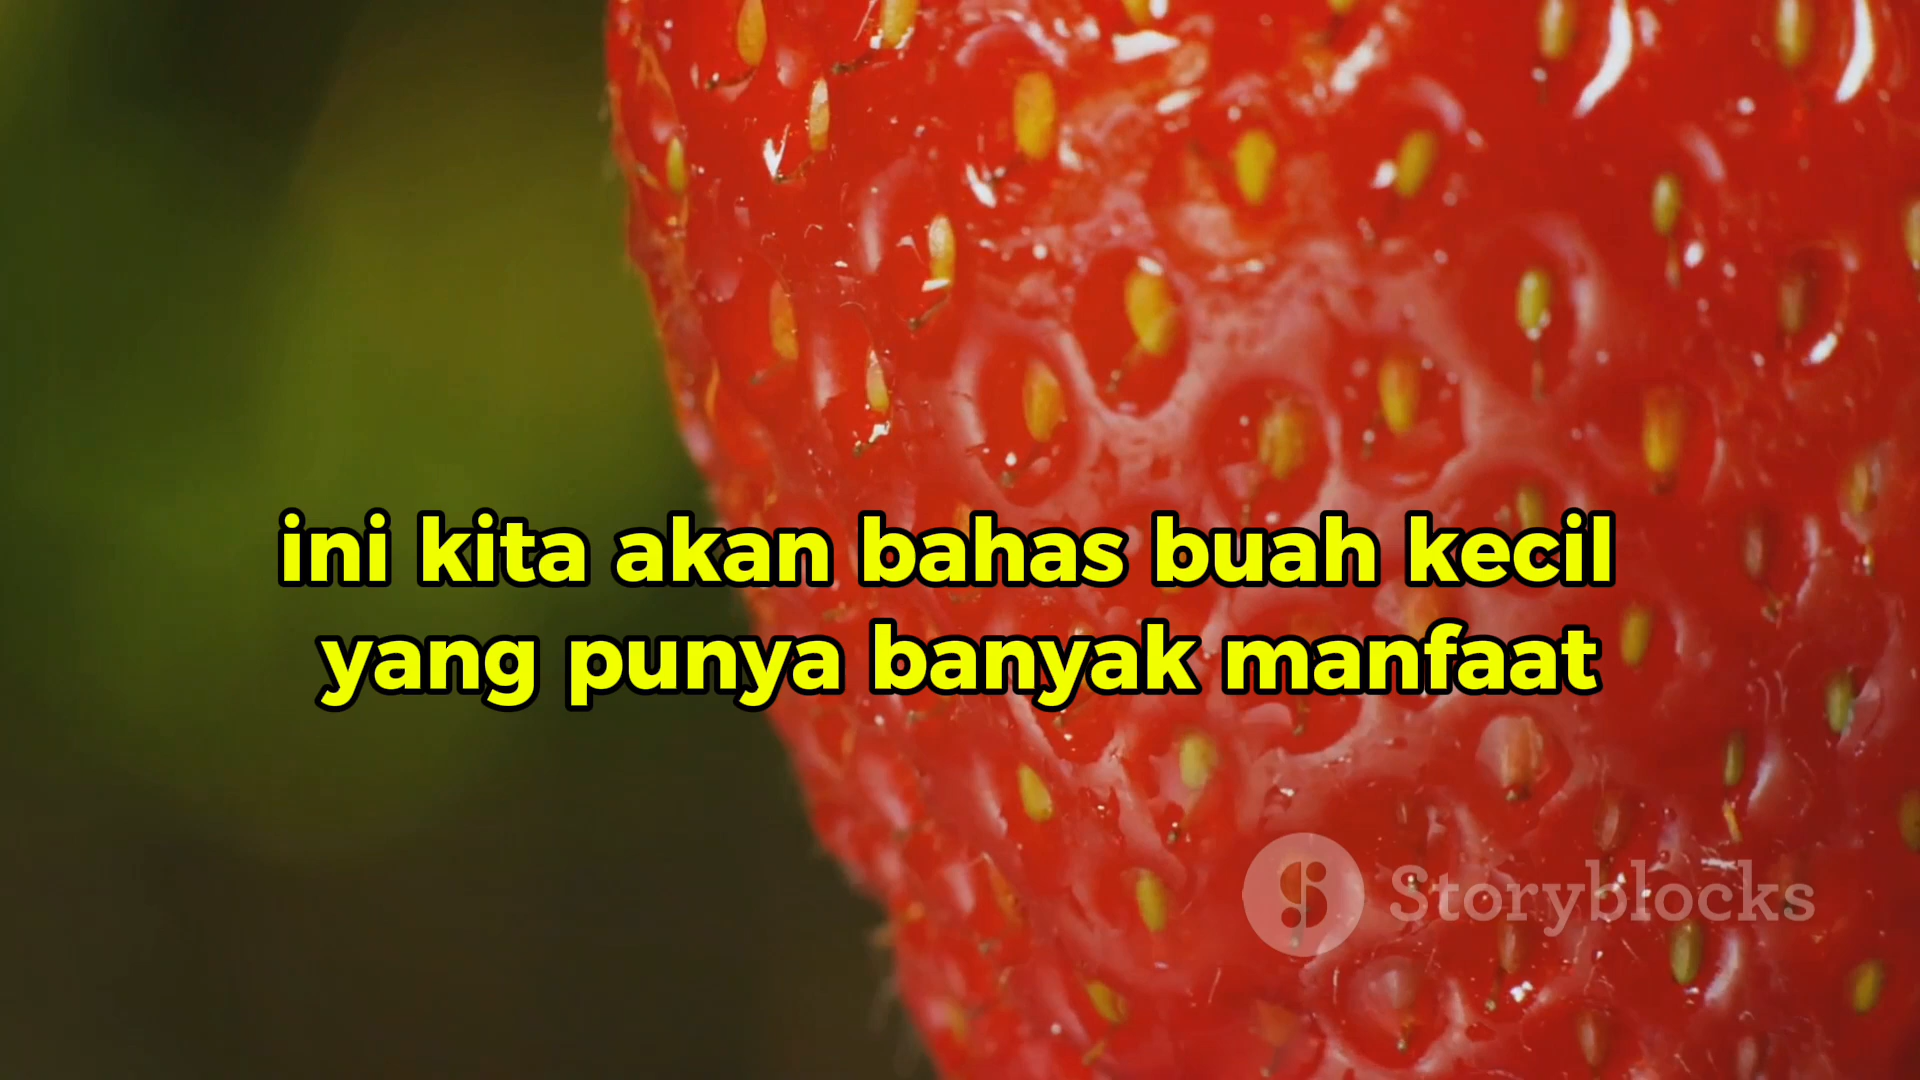 ini kita akan bahas buah kecil
yang punya banyak manfaat
Storyblocks